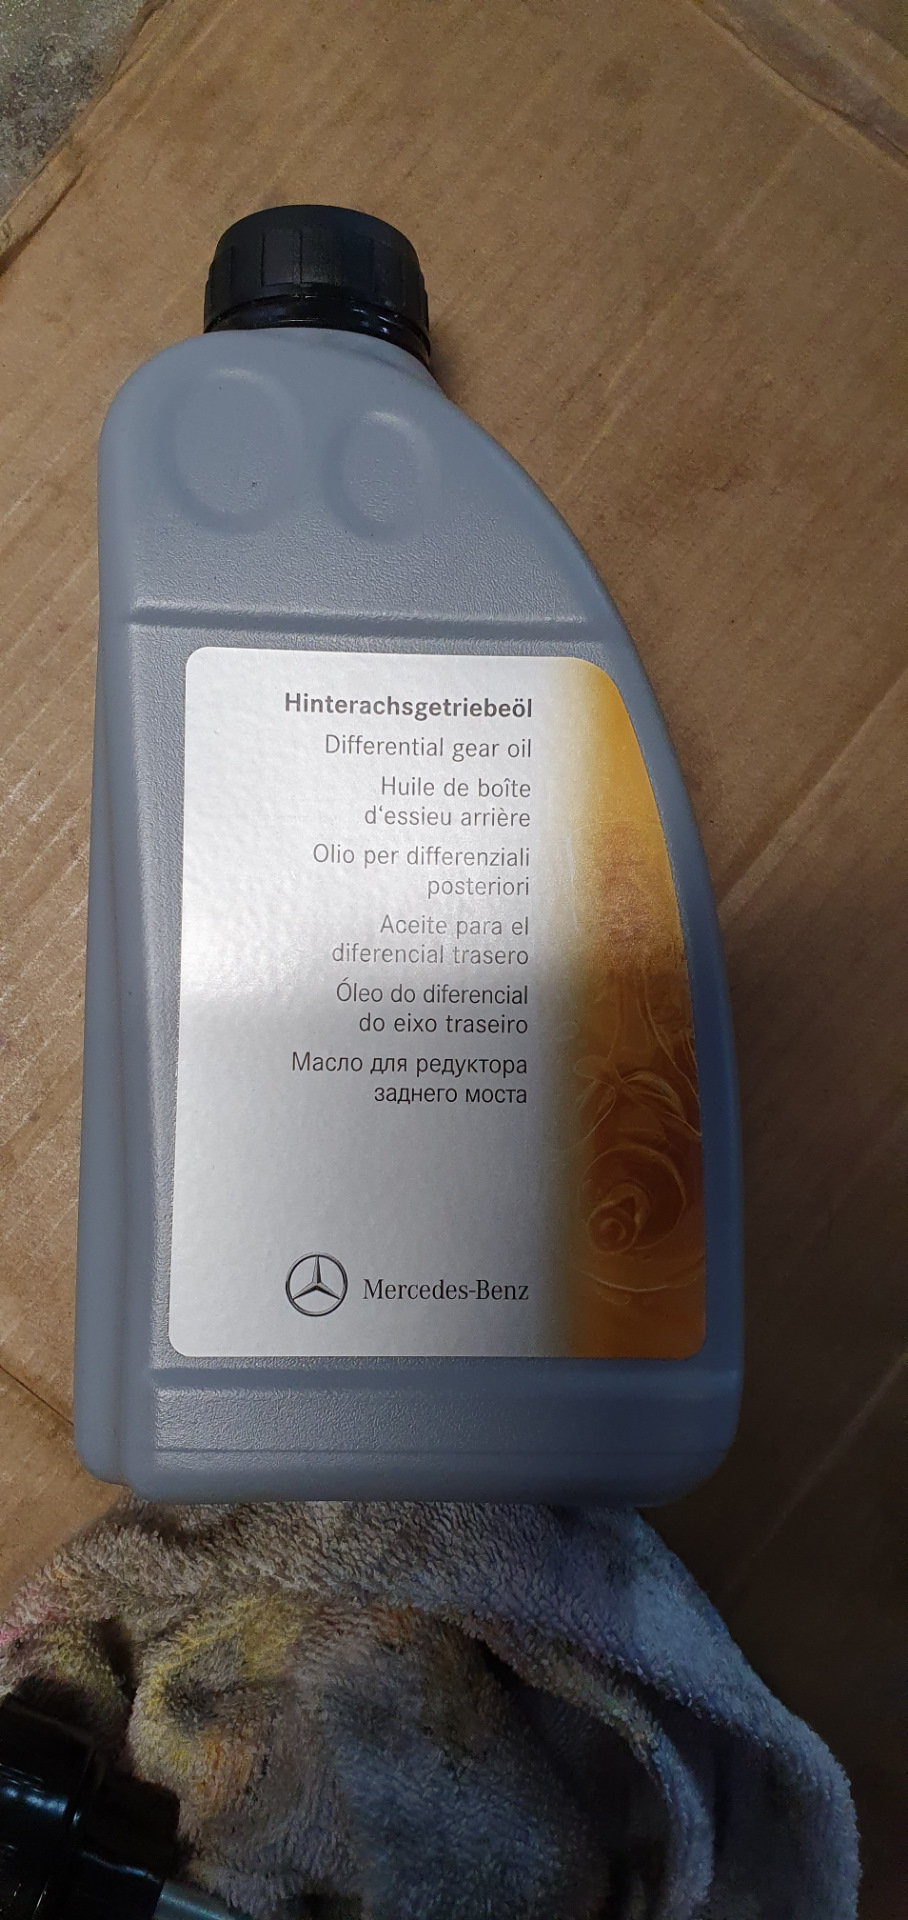 Hinterachsgetriebeöl
Differential gear oil
Huile de boîte
d'essieu arrière
Olio per differenziali
posteriori
Aceite para el
diferencial trasero
Óleo do diferencial
do eixo traseiro
Масло для редуктора
заднего моста
Mercedes-Benz